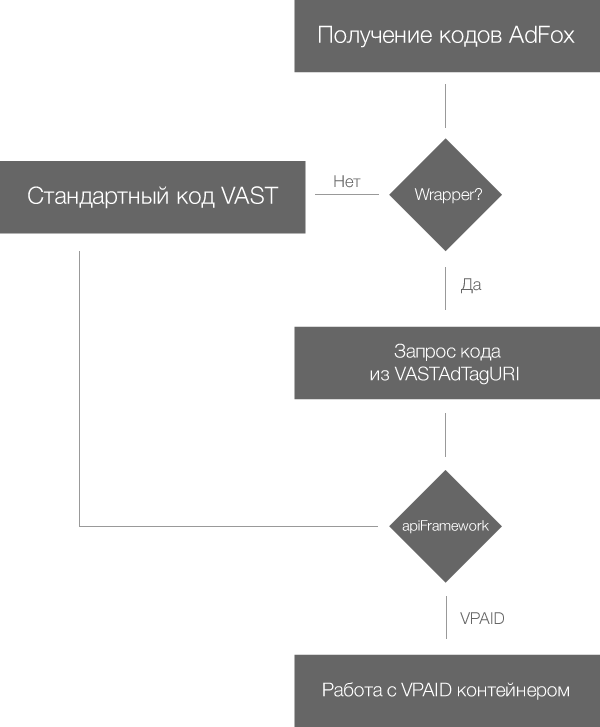 Получение кодов AdFox
Wrapper?
Нет
Стандартный код VAST
Да
Запрос кода
из VASTAdTagURI
apiFramework
VPAID
Работа с VPAID контейнером